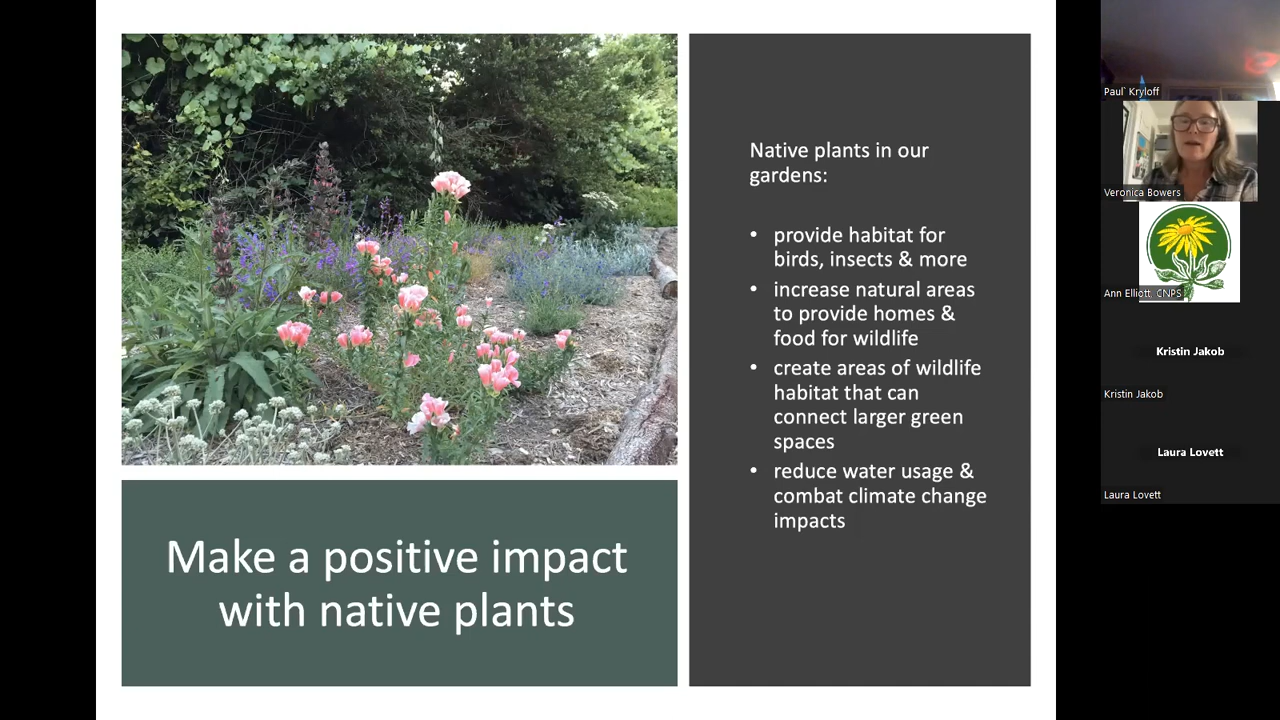 Native plants in our
gardens:
• provide habitat for
birds, insects & more
• increase natural areas
to provide homes &
food for wildlife
• create areas of wildlife
habitat that can
connect larger green
spaces
• reduce water usage &
combat climate change
impacts
Make a positive impact
with native plants
Paul` Kryloff
Veronica Bowers
Ann Elliott, CNPS
Kristin Jakob
Kristin Jakob
Laura Lovett
Laura Lovett